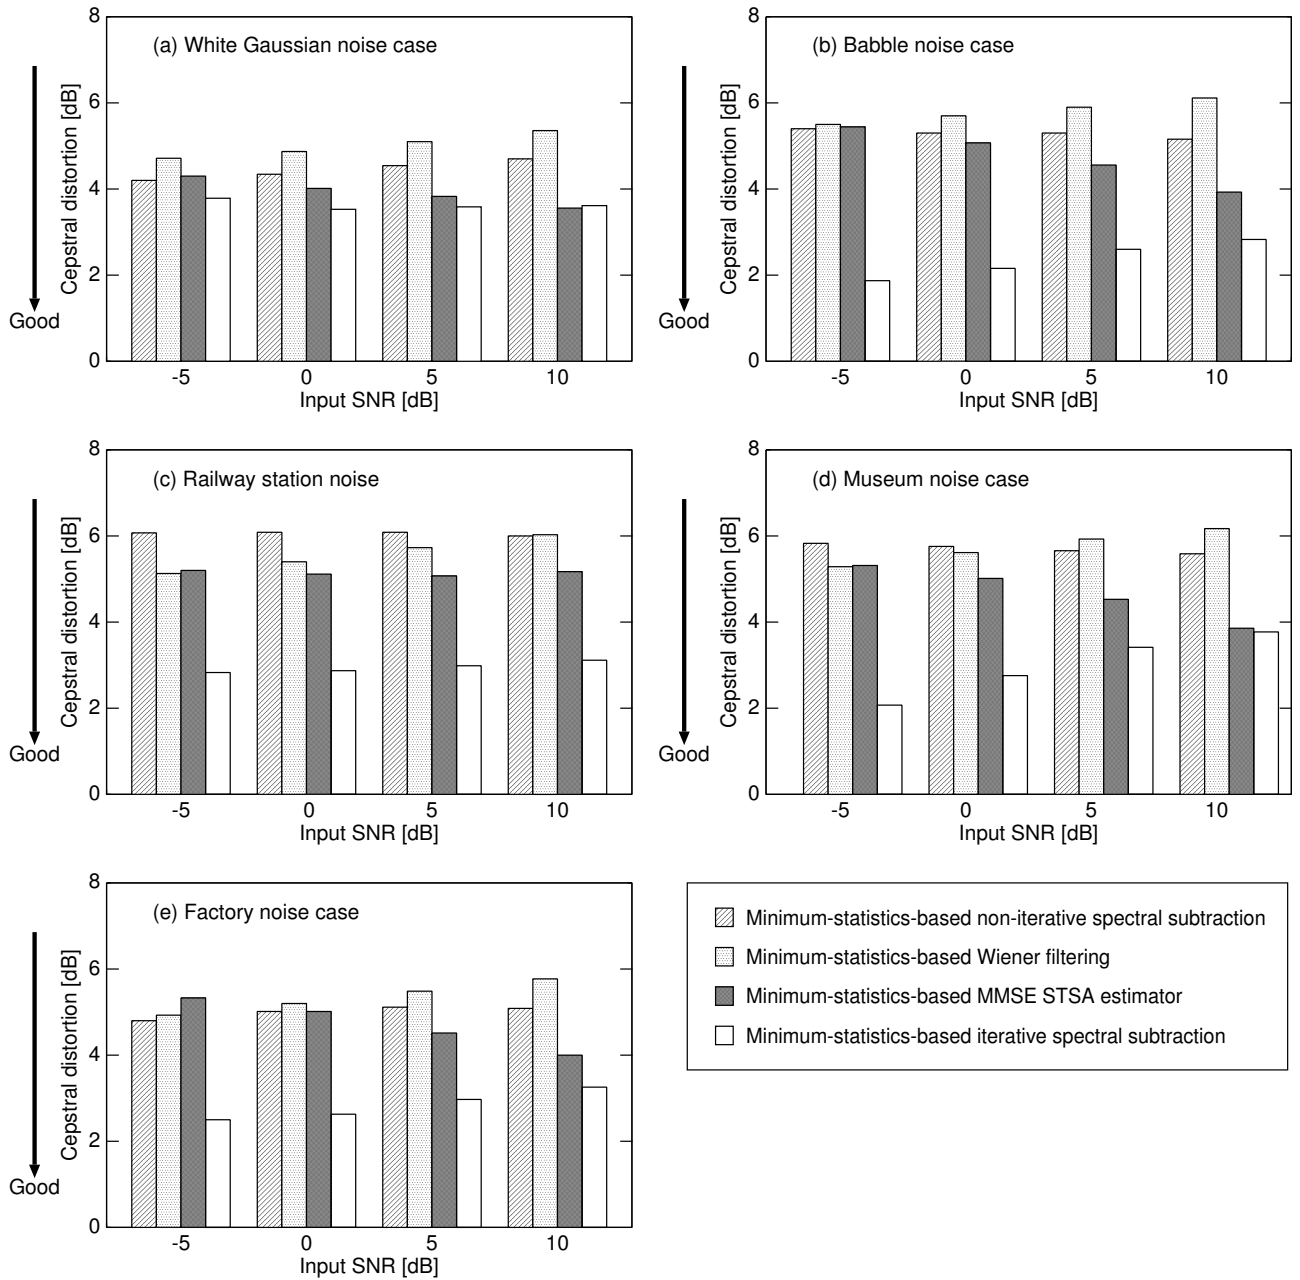 (a) White Gaussian noise case
Cepstral distortion [dB]
8
6
4
2
0
Good
-5 0 5 10
Input SNR [dB]
(b) Babble noise case
Cepstral distortion [dB]
8
6
4
2
0
Good
-5 0 5 10
Input SNR [dB]
(c) Railway station noise
Cepstral distortion [dB]
8
6
4
2
0
Good
-5 0 5 10
Input SNR [dB]
(d) Museum noise case
Cepstral distortion [dB]
8
6
4
2
0
Good
-5 0 5 10
Input SNR [dB]
(e) Factory noise case
Cepstral distortion [dB]
8
6
4
2
0
Good
-5 0 5 10
Input SNR [dB]
Minimum-statistics-based non-iterative spectral subtraction
Minimum-statistics-based Wiener filtering
Minimum-statistics-based MMSE STSA estimator
Minimum-statistics-based iterative spectral subtraction